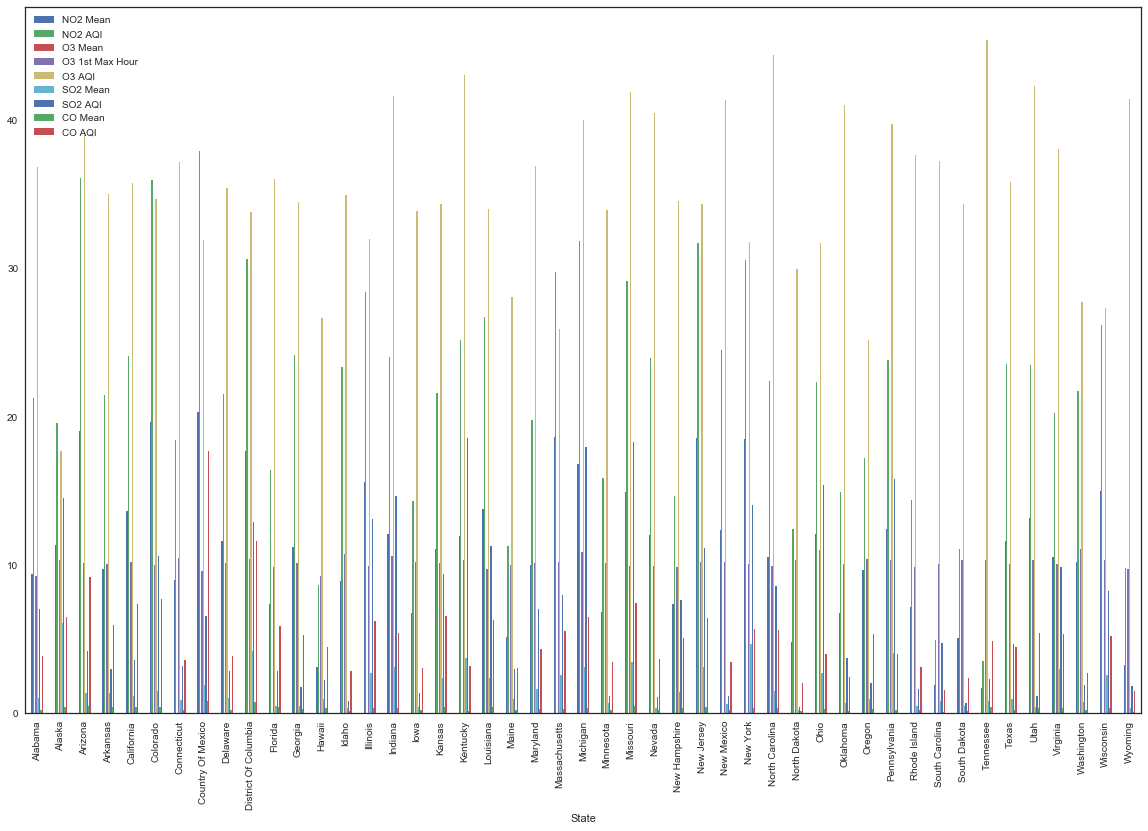 NO2 Mean
NO2 AQI
O3 Mean
O3 1st Max Hour
O3 AQI
SO2 Mean
SO2 AQI
CO Mean
CO AQI
40
30
20
10
0
Alabama
Alaska
Arizona
Arkansas
California
Colorado
Connecticut
Country Of Mexico
Delaware
District Of Columbia
Florida
Georgia
Hawaii
Idaho
Illinois
Indiana
Iowa
Kansas
Kentucky
Louisiana
Maine
Maryland
Massachusetts
Michigan
Minnesota
Missouri
Nevada
New Hampshire
New Jersey
New Mexico
New York
North Carolina
North Dakota
Ohio
Oklahoma
Oregon
Pennsylvania
Rhode Island
South Carolina
South Dakota
Tennessee
Texas
Utah
Virginia
Washington
Wisconsin
Wyoming
State